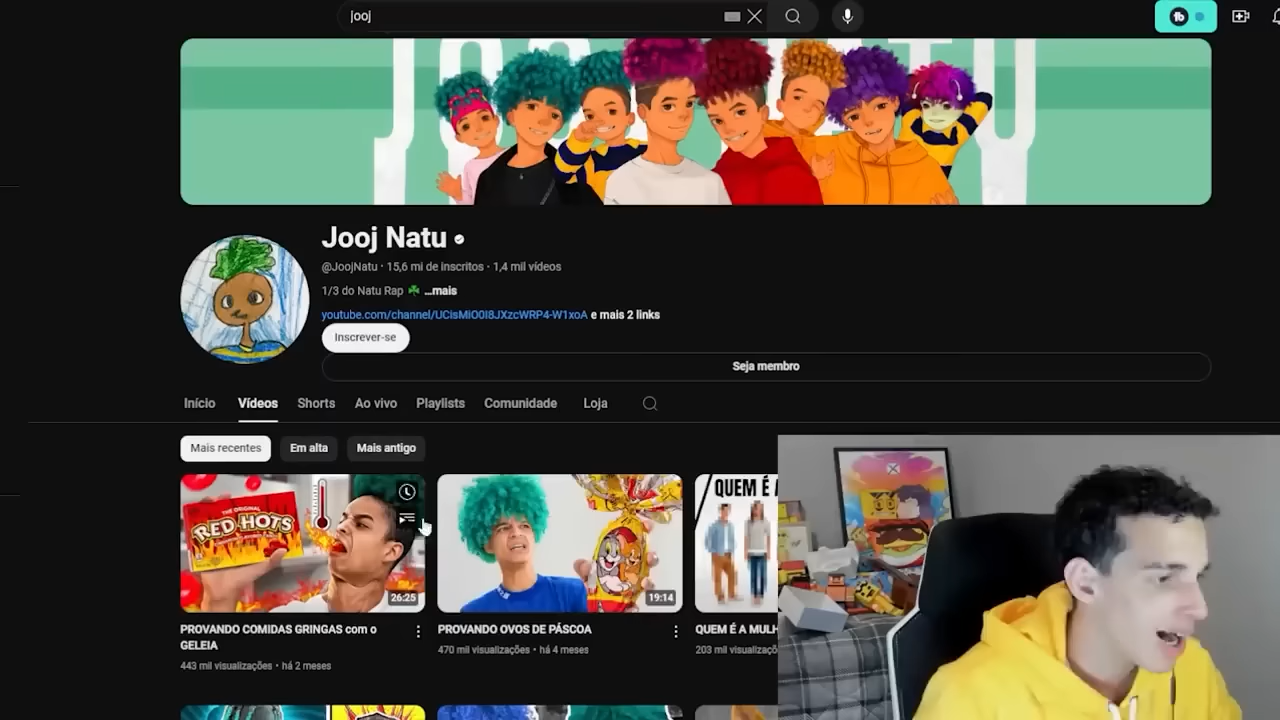 jooj
JOOJ NATU
Jooj Natu
@JoojNatu · 15,6 mi de inscritos · 1,4 mil vídeos
1/3 do Natu Rap ☘ ...mais
youtube.com/channel/UCisMiO0I8JXzcWRP4-W1xoA e mais 2 links
Inscrever-se
Seja membro
Início Vídeos Shorts Ao vivo Playlists Comunidade Loja
Mais recentes Em alta Mais antigo
THE ORIGINAL
RED HOTS
26:25
19:14
QUEM É A
PROVANDO COMIDAS GRINGAS com o
GELEIA
443 mil visualizações • há 2 meses
PROVANDO OVOS DE PÁSCOA
470 mil visualizações • há 4 meses
QUEM É A MULH
203 mil visualizaçõ